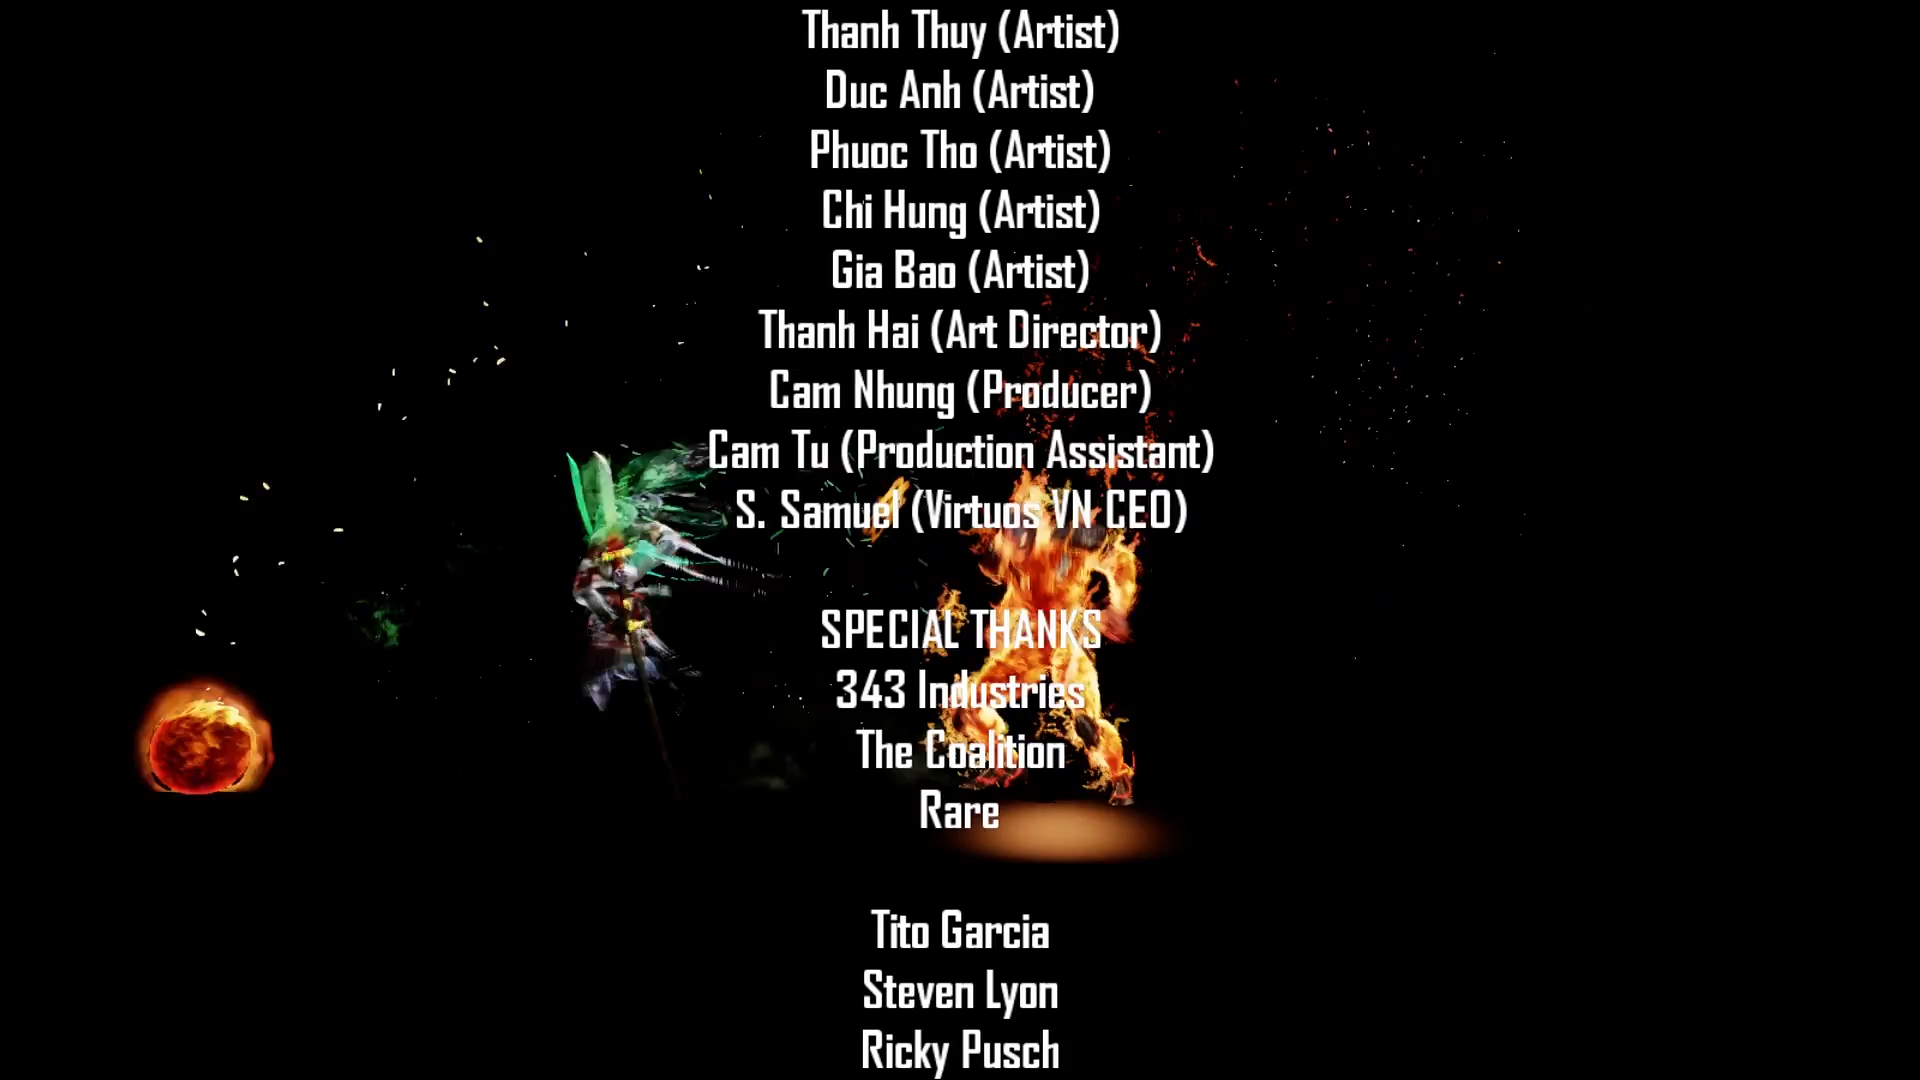 Thanh Thuy (Artist)
Duc Anh (Artist)
Phuoc Tho (Artist)
Chi Hung (Artist)
Gia Bao (Artist)
Thanh Hai (Art Director)
Cam Nhung (Producer)
Cam Tu (Production Assistant)
S. Samuel (Virtuos VN CEO)
SPECIAL THANKS
343 Industries
The Coalition
Rare
Tito Garcia
Steven Lyon
Ricky Pusch